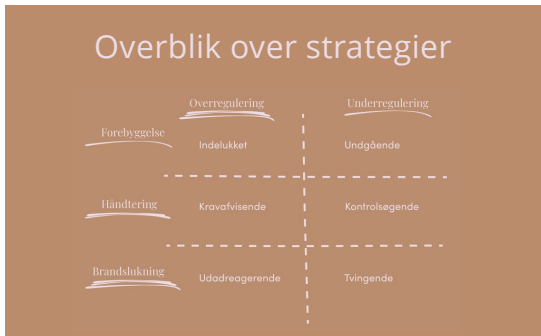 Overblik over strategier
Overregulering Underregulering
Forebyggelse Indelukket Undgående
Håndtering Kravafvisende Kontrolsøgende
Brandslukning Udadreagerende Tvingende